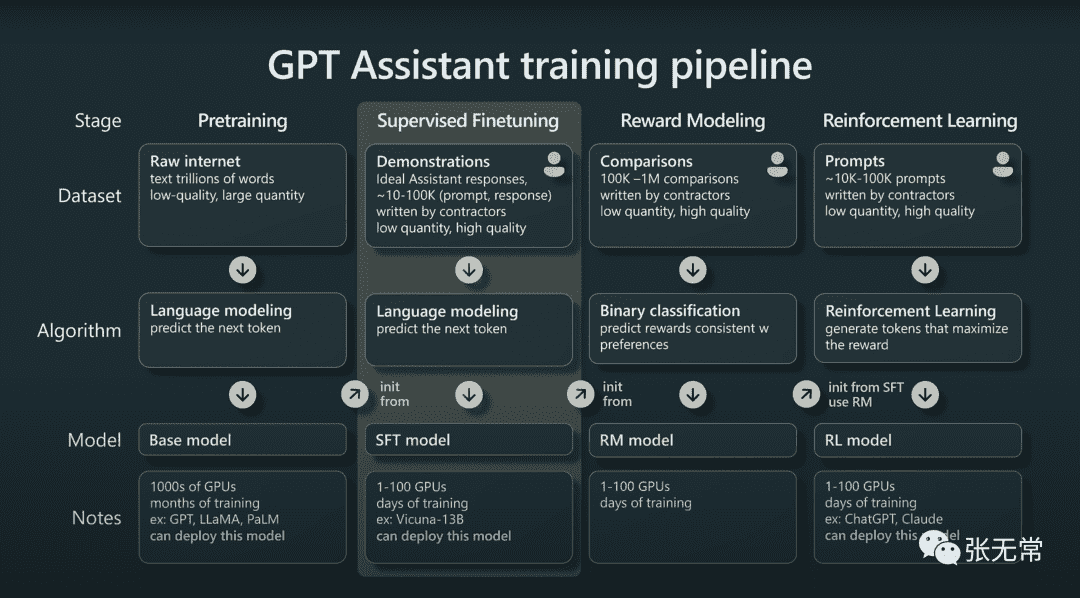 GPT Assistant training pipeline
Stage
Pretraining
Supervised Finetuning
Reward Modeling
Reinforcement Learning
Dataset
Raw internet
text trillions of words
low-quality, large quantity
Demonstrations
Ideal Assistant responses,
~10-100K (prompt, response)
written by contractors
low quantity, high quality
Comparisons
100K –1M comparisons
written by contractors
low quantity, high quality
Prompts
~10K-100K prompts
written by contractors
low quantity, high quality
Algorithm
Language modeling
predict the next token
Language modeling
predict the next token
Binary classification
predict rewards consistent w
preferences
Reinforcement Learning
generate tokens that maximize
the reward
init
from
init
from
init from SFT
use RM
Model
Base model
SFT model
RM model
RL model
Notes
1000s of GPUs
months of training
ex: GPT, LLaMA, PaLM
can deploy this model
1-100 GPUs
days of training
ex: Vicuna-13B
can deploy this model
1-100 GPUs
days of training
1-100 GPUs
days of training
ex: ChatGPT, Claude
can deploy this model
张无常